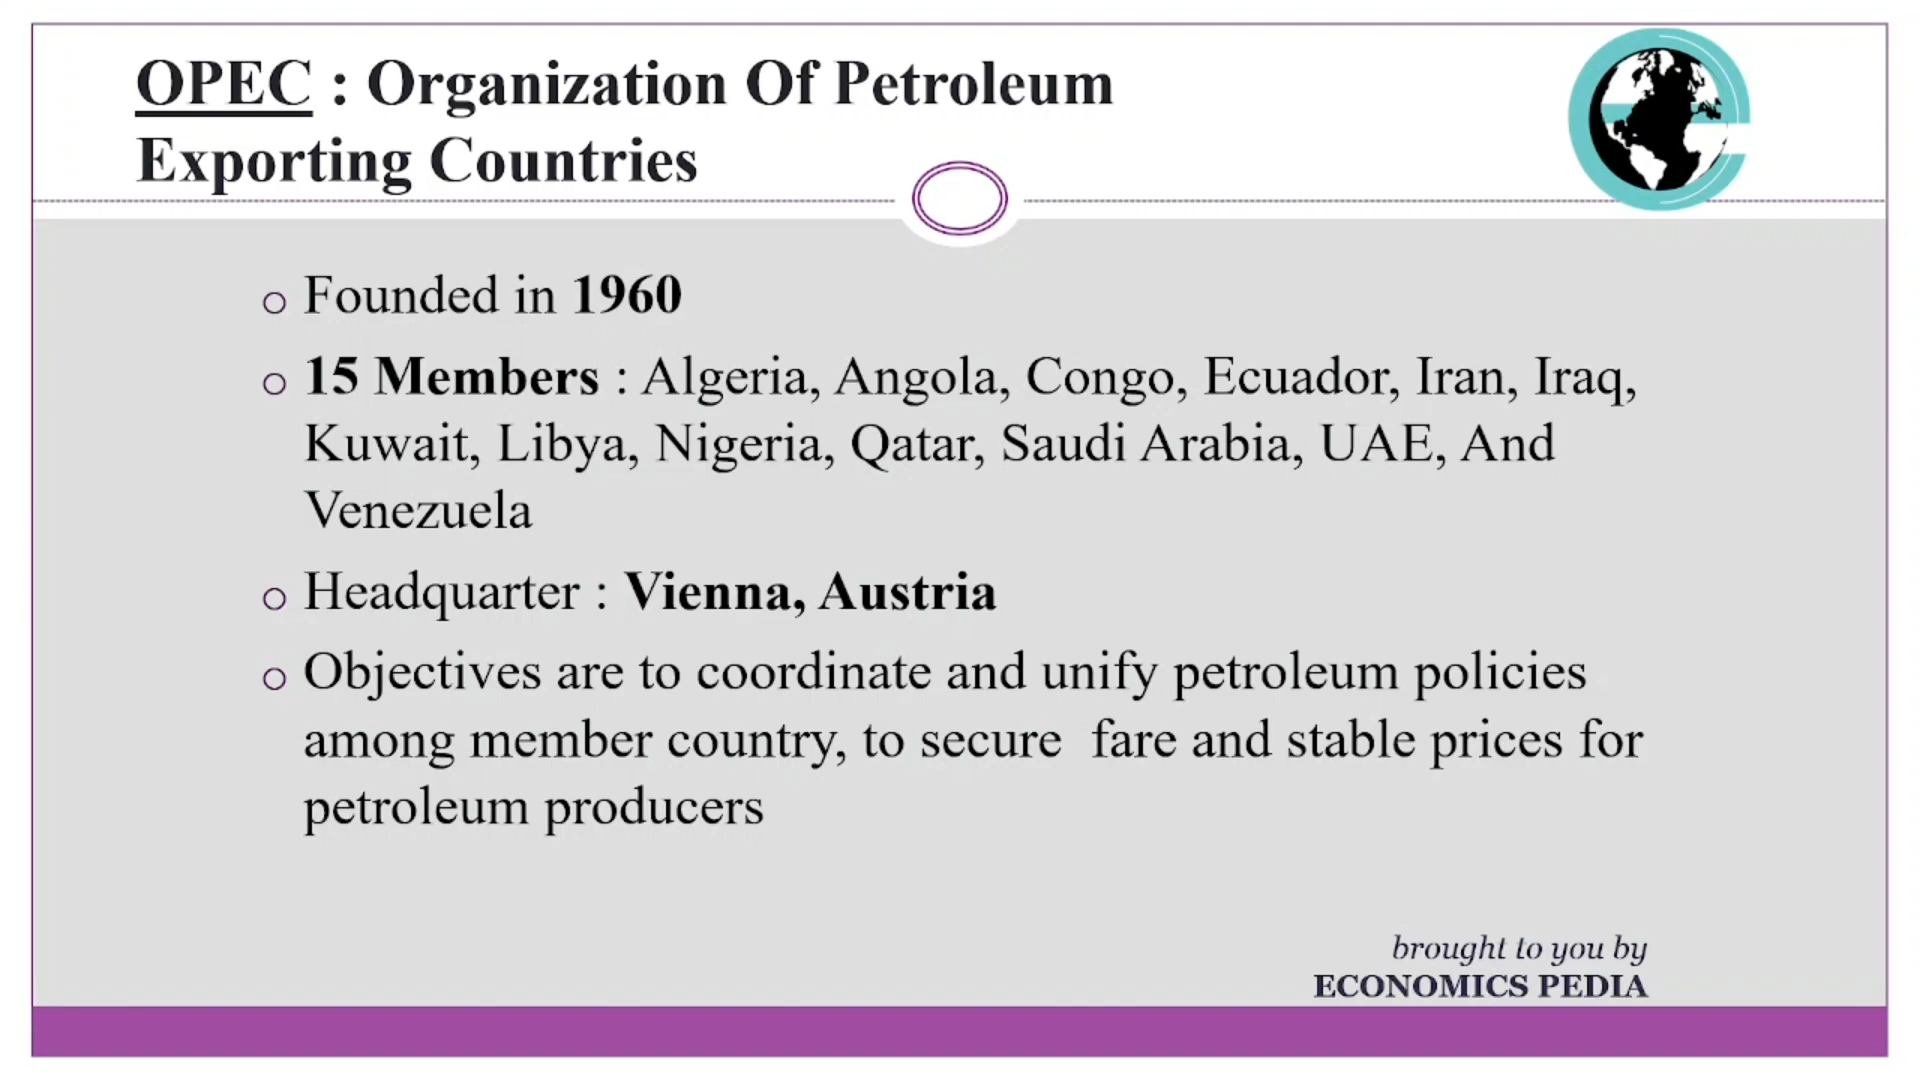 OPEC : Organization Of Petroleum
Exporting Countries
o Founded in 1960
o 15 Members : Algeria, Angola, Congo, Ecuador, Iran, Iraq,
Kuwait, Libya, Nigeria, Qatar, Saudi Arabia, UAE, And
Venezuela
o Headquarter : Vienna, Austria
o Objectives are to coordinate and unify petroleum policies
among member country, to secure  fare and stable prices for
petroleum producers
brought to you by
ECONOMICS PEDIA